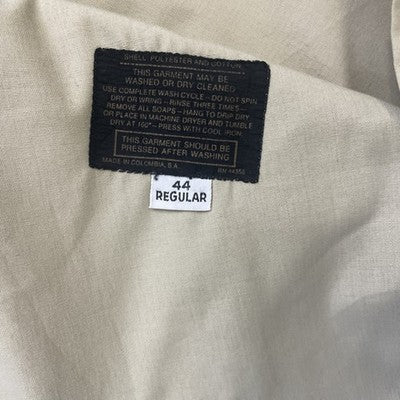 SHELL POLYESTER AND COTTON
THIS GARMENT MAY BE
WASHED OR DRY CLEANED
USE COMPLETE WASH CYCLE - DO NOT SPIN
DRY OR WRING - RINSE THREE TIMES -
REMOVE ALL SOAPS - HANG TO DRIP DRY
OR PLACE IN MACHINE DRYER AND TUMBLE
DRY AT 160° - PRESS WITH COOL IRON.
THIS GARMENT SHOULD BE
PRESSED AFTER WASHING
MADE IN COLOMBIA, S.A.
RN
44
REGULAR